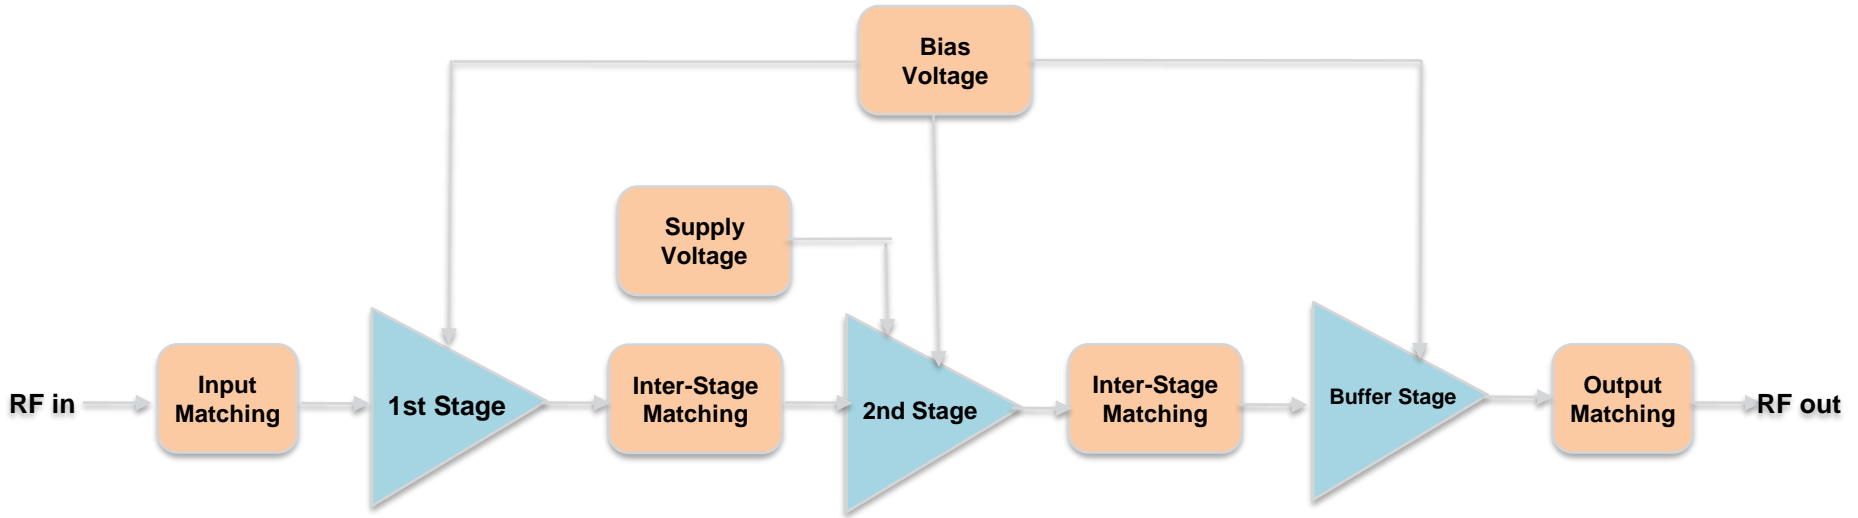 Bias
Voltage
Supply
Voltage
RF in
Input
Matching
1st Stage
Inter-Stage
Matching
2nd Stage
Inter-Stage
Matching
Buffer Stage
Output
Matching
RF out